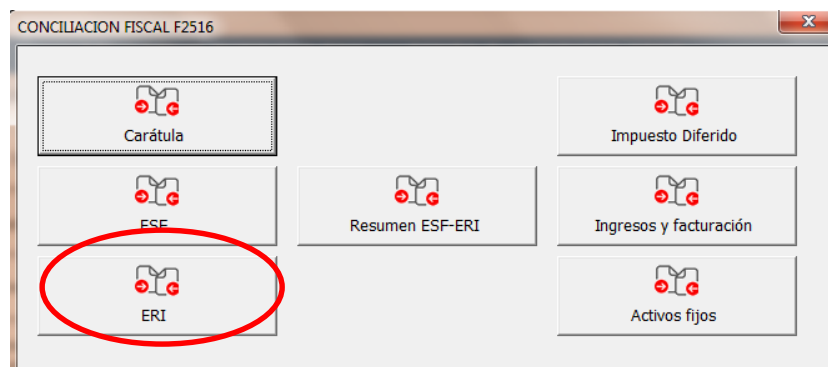 CONCILIACION FISCAL F2516
Carátula
Impuesto Diferido
ESF
Resumen ESF-ERI
Ingresos y facturación
ERI
Activos fijos